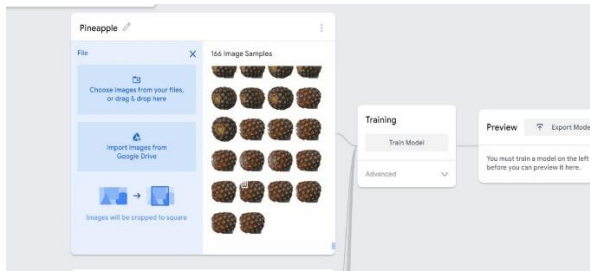 Pineapple
File
166 Image Samples
Choose images from your files,
or drag & drop here
Import images from
Google Drive
Images will be cropped to square
Training
Train Model
Advanced
Preview
Export Mode
You must train a model on the left
before you can preview it here.